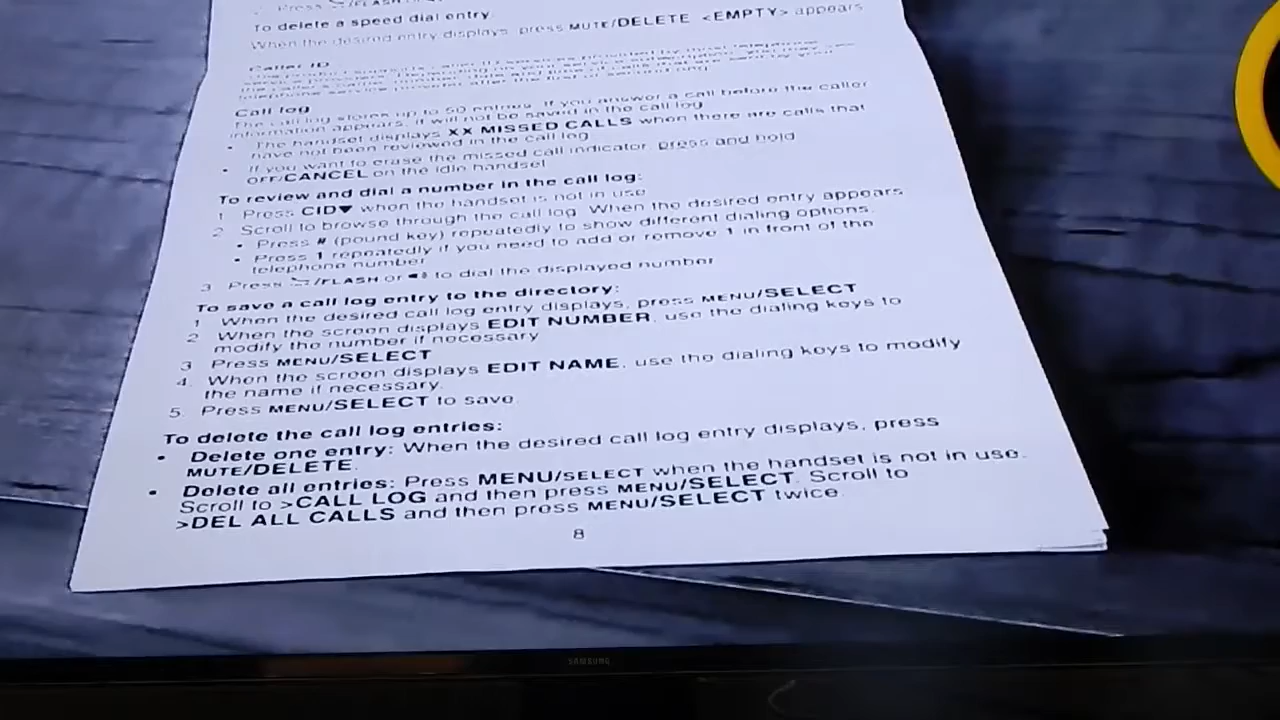 Press /FLASH
To delete a speed dial entry:
When the desired entry displays, press MUTE/DELETE. <EMPTY> appears
Caller ID
Call log
The call log stores up to 50 entries. If you answer a call before the caller
information appears, it will not be saved in the call log.
• The handset displays XX MISSED CALLS when there are calls that
have not been reviewed in the call log.
• If you want to erase the missed call indicator, press and hold
OFF/CANCEL on the idle handset.
To review and dial a number in the call log:
1. Press CID▼ when the handset is not in use.
2. Scroll to browse through the call log. When the desired entry appears
• Press # (pound key) repeatedly to show different dialing options.
• Press 1 repeatedly if you need to add or remove 1 in front of the
telephone number.
3. Press /FLASH or to dial the displayed number.
To save a call log entry to the directory:
1. When the desired call log entry displays, press MENU/SELECT
2. When the screen displays EDIT NUMBER, use the dialing keys to
modify the number if necessary.
3. Press MENU/SELECT
4. When the screen displays EDIT NAME, use the dialing keys to modify
the name if necessary.
5. Press MENU/SELECT to save.
To delete the call log entries:
• Delete one entry: When the desired call log entry displays, press
MUTE/DELETE.
• Delete all entries: Press MENU/SELECT when the handset is not in use.
Scroll to >CALL LOG and then press MENU/SELECT. Scroll to
>DEL ALL CALLS and then press MENU/SELECT twice.
8
SAMSUNG